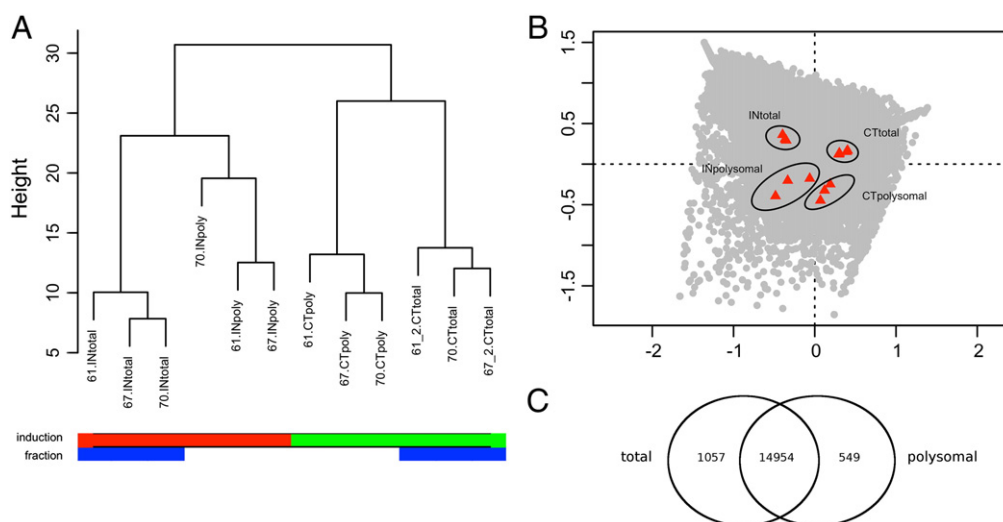 A
Height
30
25
20
15
10
5
61.INtotal
67.INtotal
70.INtotal
70.INpoly
61.INpoly
67.INpoly
61.CTpoly
67.CTpoly
70.CTpoly
61_2.CTtotal
70.CTtotal
67_2.CTtotal
induction
fraction
B
1.5
0.5
-0.5
-1.5
INtotal
CTtotal
INpolysomal
CTpolysomal
-2
-1
0
1
2
C
total
1057
14954
549
polysomal